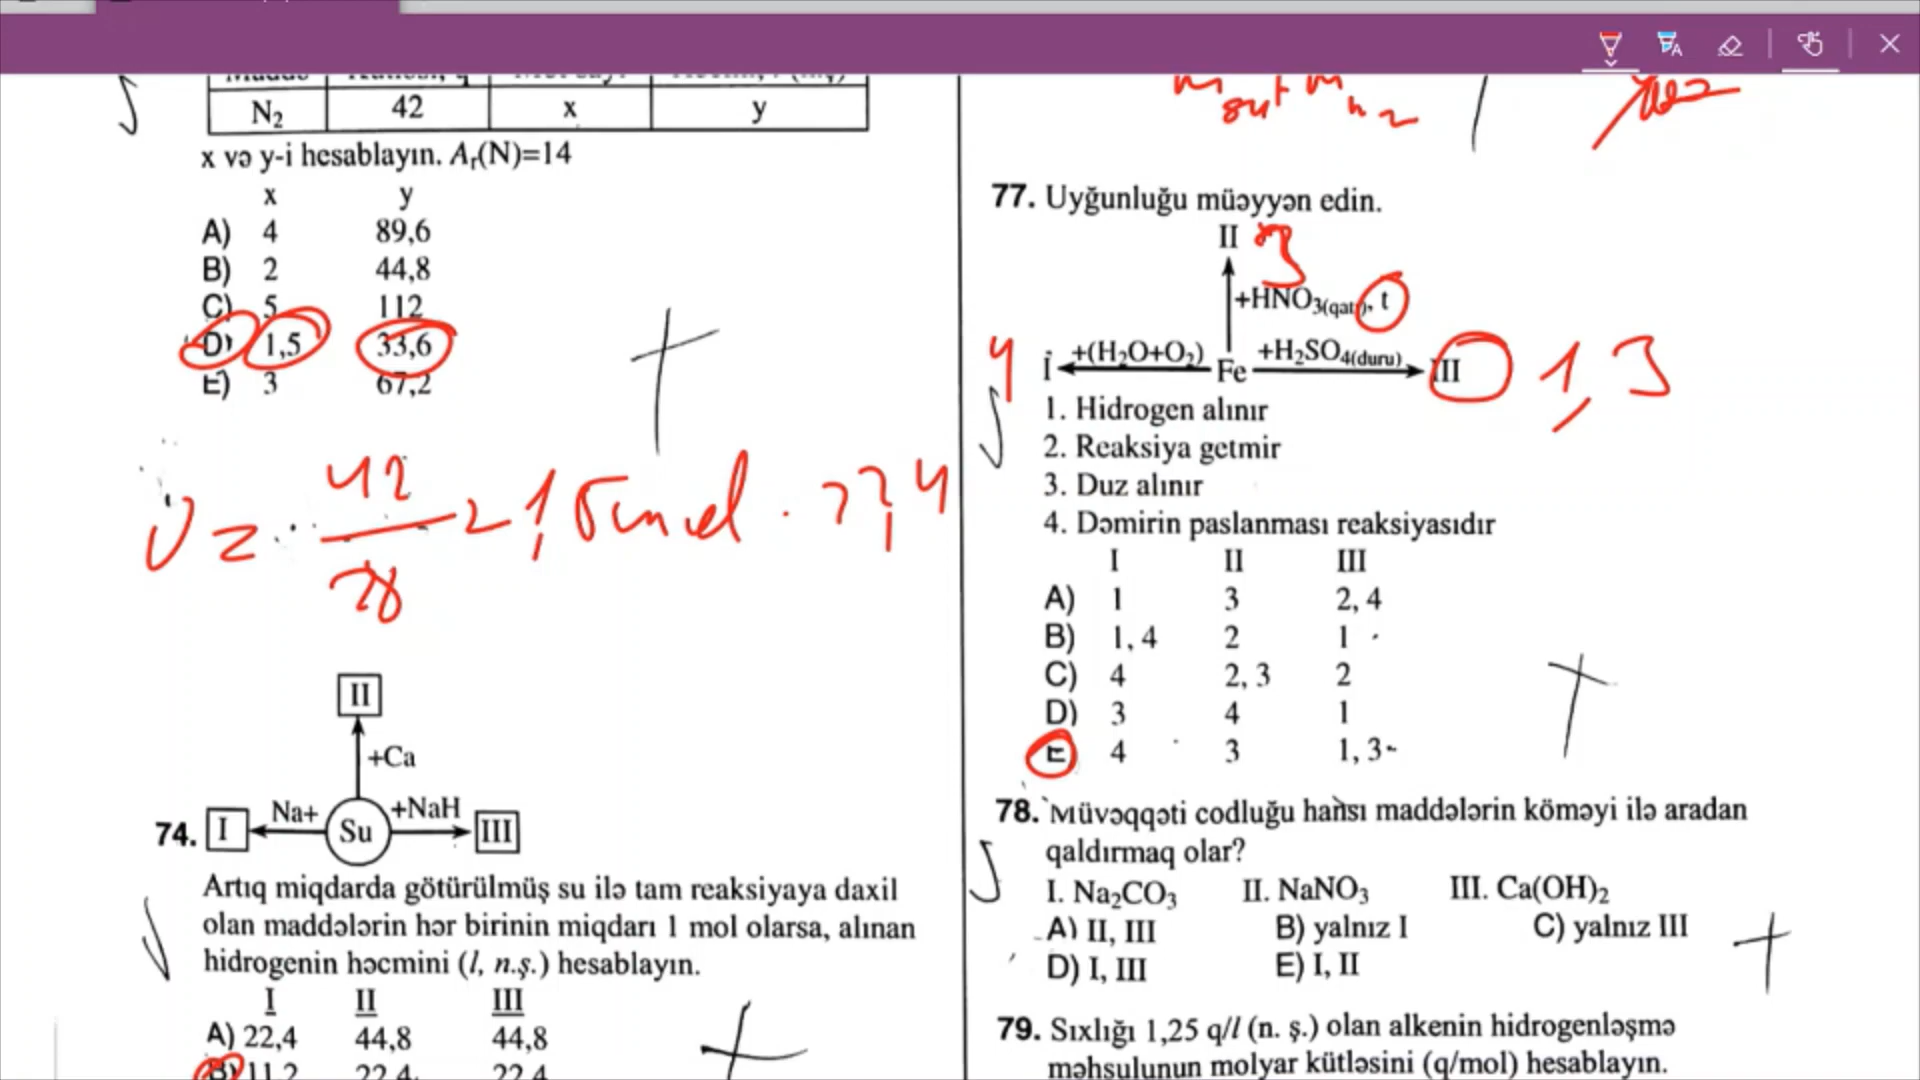 N₂ 42 x y
x və y-i hesablayın. Aᵣ(N)=14
x y
A) 4 89,6
B) 2 44,8
C) 5 112
D) 1,5 33,6
E) 3 67,2
42
28
74. I Na+ Su +NaH III
II
+Ca
Artıq miqdarda götürülmüş su ilə tam reaksiyaya daxil
olan maddələrin hər birinin miqdarı 1 mol olarsa, alınan
hidrogenin həcmini (l, n.ş.) hesablayın.
I II III
A) 22,4 44,8 44,8
B) 11,2 22,4 22,4
77. Uyğunluğu müəyyən edin.
II 3
+HNO₃(qatı), t
4 I +(H₂O+O₂) Fe +H₂SO₄(duru) III 1,3
1. Hidrogen alınır
2. Reaksiya getmir
3. Duz alınır
4. Dəmirin paslanması reaksiyasıdır
I II III
A) 1 3 2, 4
B) 1, 4 2 1
C) 4 2, 3 2
D) 3 4 1
E) 4 3 1, 3
78. Müvəqqəti codluğu hansı maddələrin köməyi ilə aradan
qaldırmaq olar?
I. Na₂CO₃ II. NaNO₃ III. Ca(OH)₂
A) II, III B) yalnız I C) yalnız III
D) I, III E) I, II
79. Sıxlığı 1,25 q/l (n. ş.) olan alkenin hidrogenləşmə
məhsulunun molyar kütləsini (q/mol) hesablayın.